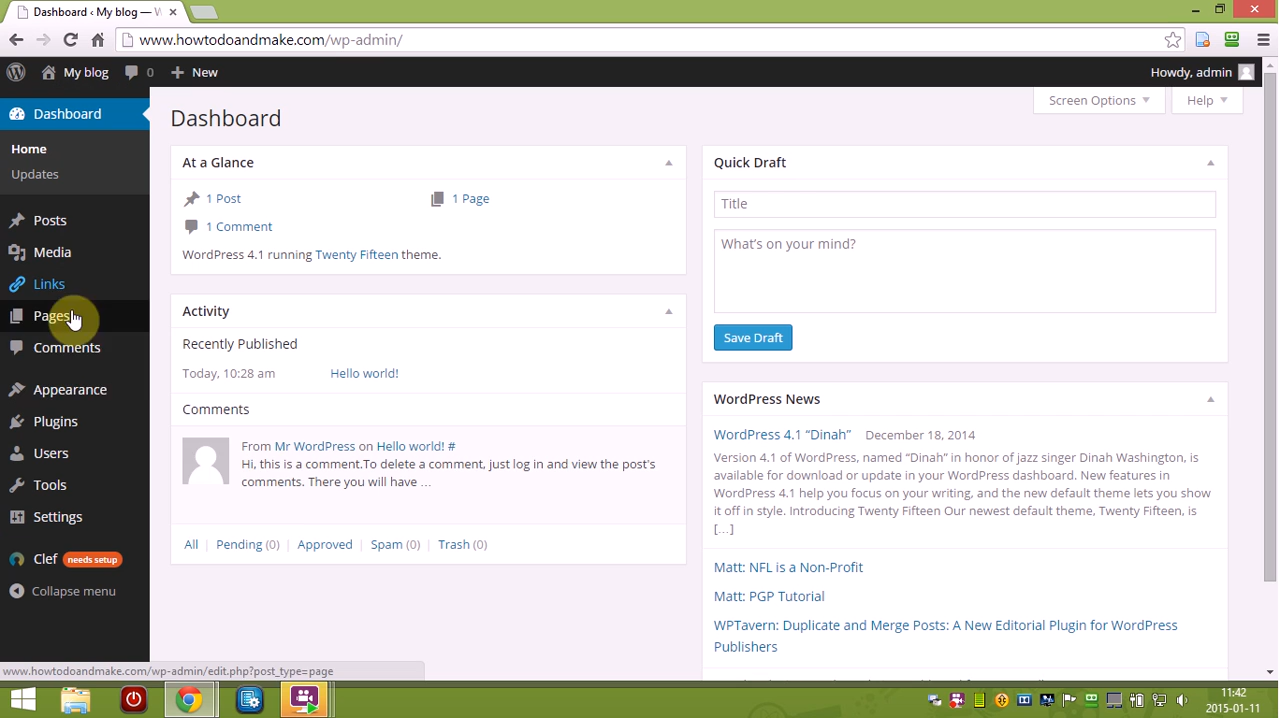 Dashboard ‹ My blog — W
www.howtodoandmake.com/wp-admin/
My blog
0
New
Howdy, admin
Dashboard
Home
Updates
Posts
Media
Links
Pages
Comments
Appearance
Plugins
Users
Tools
Settings
Clef needs setup
Collapse menu
Dashboard
Screen Options
Help
At a Glance
1 Post
1 Page
1 Comment
WordPress 4.1 running Twenty Fifteen theme.
Activity
Recently Published
Today, 10:28 am
Hello world!
Comments
From Mr WordPress on Hello world! #
Hi, this is a comment.To delete a comment, just log in and view the post's
comments. There you will have …
All | Pending (0) | Approved | Spam (0) | Trash (0)
Quick Draft
Title
What's on your mind?
Save Draft
WordPress News
WordPress 4.1 “Dinah” December 18, 2014
Version 4.1 of WordPress, named “Dinah” in honor of jazz singer Dinah Washington, is
available for download or update in your WordPress dashboard. New features in
WordPress 4.1 help you focus on your writing, and the new default theme lets you show
it off in style. Introducing Twenty Fifteen Our newest default theme, Twenty Fifteen, is
[…]
Matt: NFL is a Non-Profit
Matt: PGP Tutorial
WPTavern: Duplicate and Merge Posts: A New Editorial Plugin for WordPress
Publishers
www.howtodoandmake.com/wp-admin/edit.php?post_type=page
11:42
2015-01-11